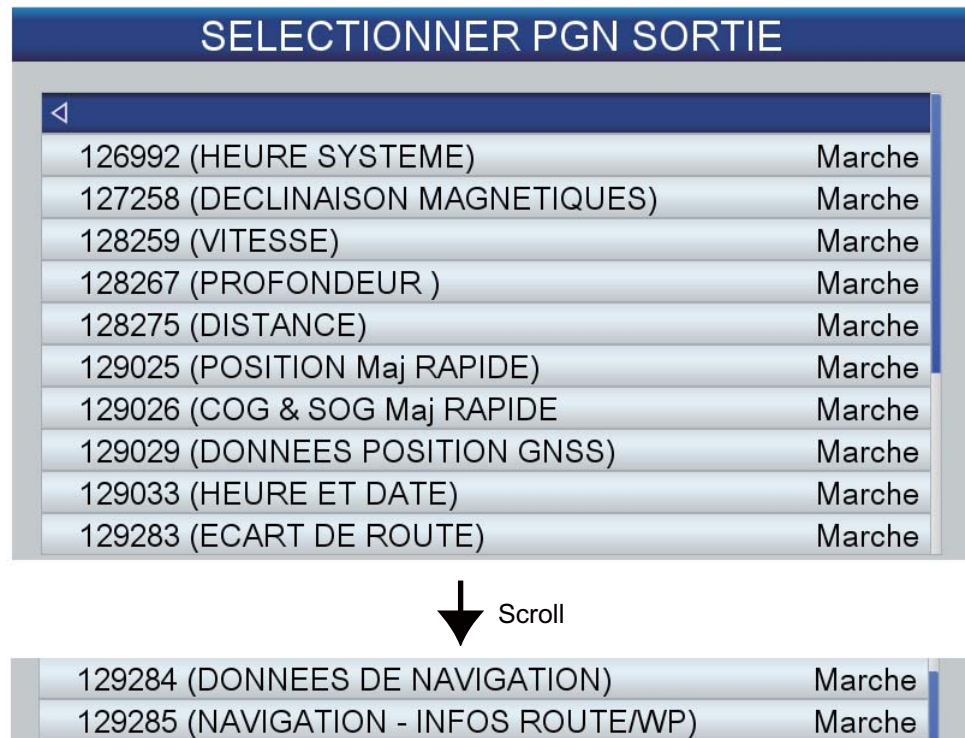 SELECTIONNER PGN SORTIE
126992 (HEURE SYSTEME) Marche
127258 (DECLINAISON MAGNETIQUES) Marche
128259 (VITESSE) Marche
128267 (PROFONDEUR ) Marche
128275 (DISTANCE) Marche
129025 (POSITION Maj RAPIDE) Marche
129026 (COG & SOG Maj RAPIDE Marche
129029 (DONNEES POSITION GNSS) Marche
129033 (HEURE ET DATE) Marche
129283 (ECART DE ROUTE) Marche
Scroll
129284 (DONNEES DE NAVIGATION) Marche
129285 (NAVIGATION - INFOS ROUTE/WP) Marche